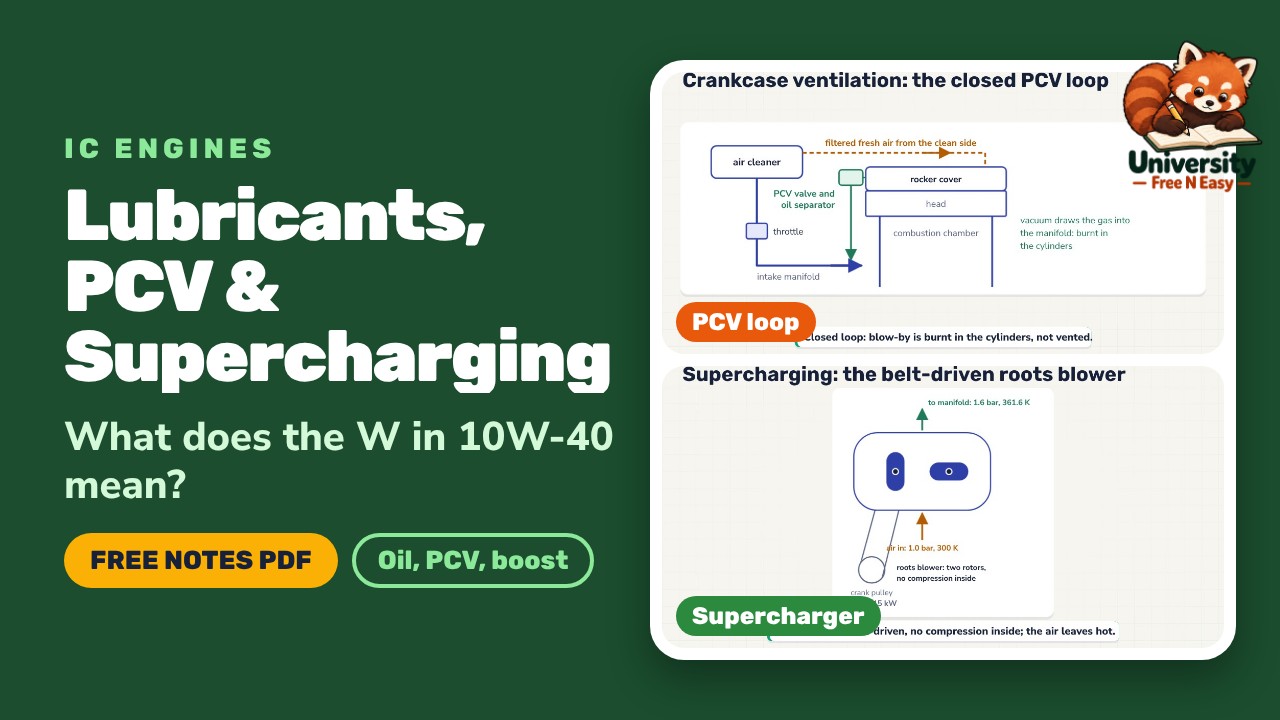 IC ENGINES
Lubricants,
PCV &
Supercharging
What does the W in 10W-40
mean?
FREE NOTES PDF
Oil, PCV, boost
Crankcase ventilation: the closed PCV loop
filtered fresh air from the clean side
air cleaner
rocker cover
PCV valve and
oil separator
head
throttle
combustion chamber
vacuum draws the gas into
the manifold: burnt in
the cylinders
intake manifold
PCV loop
Closed loop: blow-by is burnt in the cylinders, not vented.
Supercharging: the belt-driven roots blower
to manifold: 1.6 bar, 361.6 K
air in: 1.0 bar, 300 K
roots blower: two rotors,
no compression inside
crank pulley
5 kW
Supercharger
driven, no compression inside; the air leaves hot.
University
Free N Easy